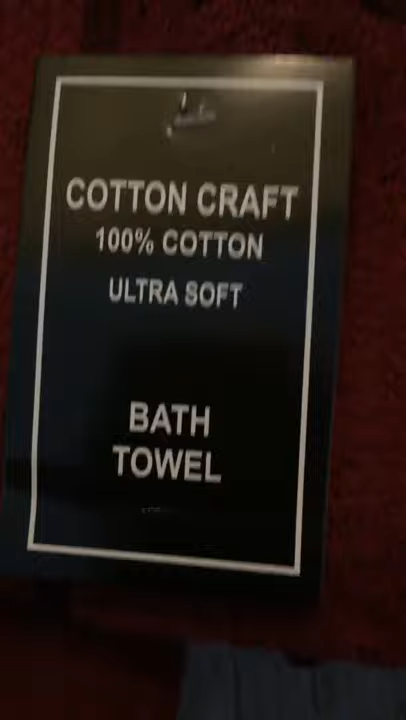 COTTON CRAFT
100% COTTON
ULTRA SOFT
BATH
TOWEL